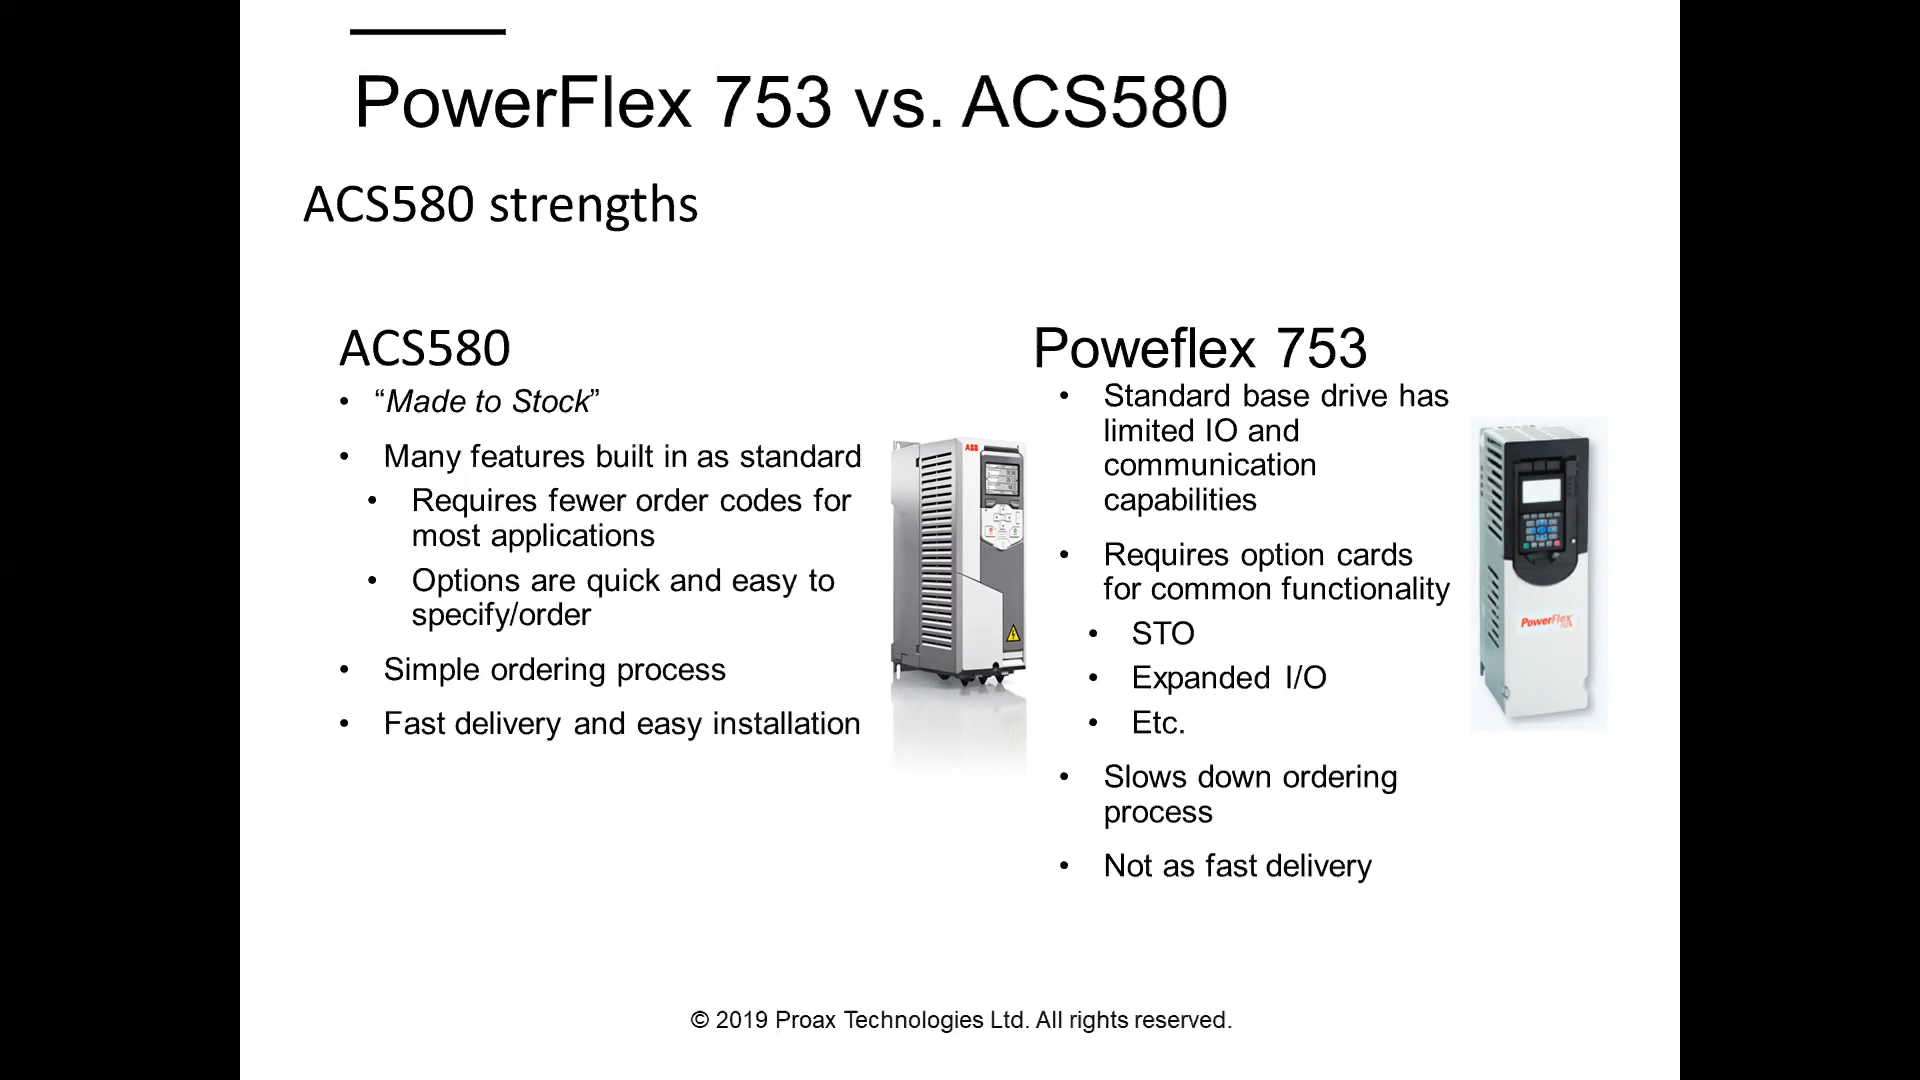 PowerFlex 753 vs. ACS580
ACS580 strengths
ACS580
• “Made to Stock”
• Many features built in as standard
• Requires fewer order codes for
most applications
• Options are quick and easy to
specify/order
• Simple ordering process
• Fast delivery and easy installation
ABB
Poweflex 753
• Standard base drive has
limited IO and
communication
capabilities
• Requires option cards
for common functionality
• STO
• Expanded I/O
• Etc.
• Slows down ordering
process
• Not as fast delivery
PowerFlex
© 2019 Proax Technologies Ltd. All rights reserved.